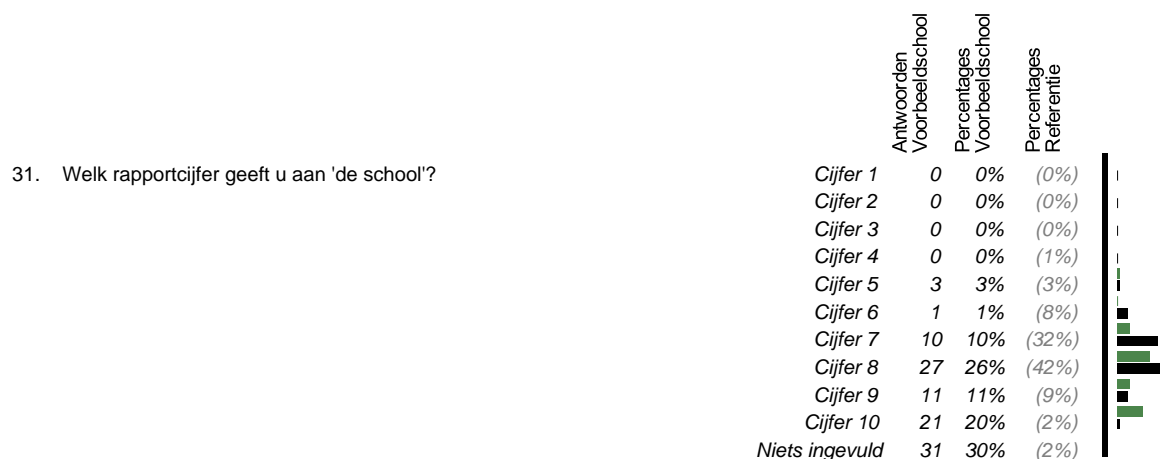 Antwoorden
Voorbeeldschool
Percentages
Voorbeeldschool
Percentages
Referentie
31. Welk rapportcijfer geeft u aan 'de school'?
Cijfer 1 0 0% (0%)
Cijfer 2 0 0% (0%)
Cijfer 3 0 0% (0%)
Cijfer 4 0 0% (1%)
Cijfer 5 3 3% (3%)
Cijfer 6 1 1% (8%)
Cijfer 7 10 10% (32%)
Cijfer 8 27 26% (42%)
Cijfer 9 11 11% (9%)
Cijfer 10 21 20% (2%)
Niets ingevuld 31 30% (2%)